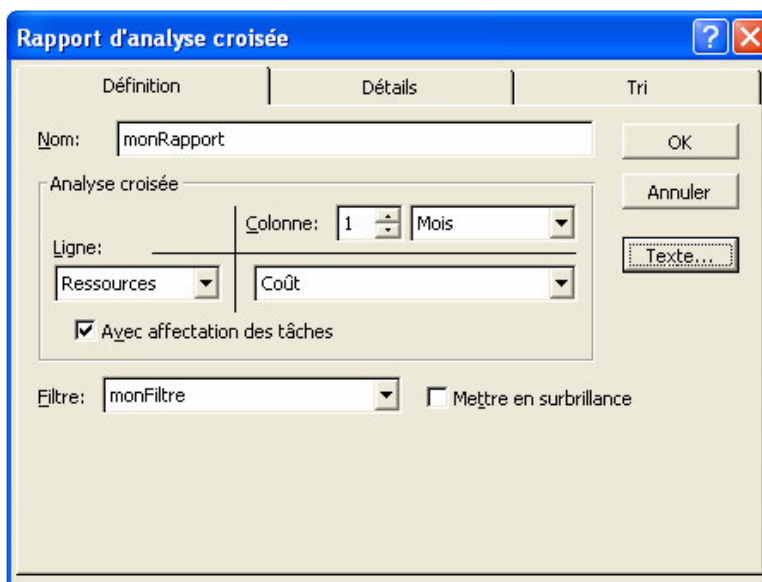 Rapport d'analyse croisée
Définition
Détails
Tri
Nom: monRapport
OK
Analyse croisée
Annuler
Colonne: 1 Mois
Ligne:
Texte...
Ressources
Coût
Avec affectation des tâches
Filtre: monFiltre
Mettre en surbrillance